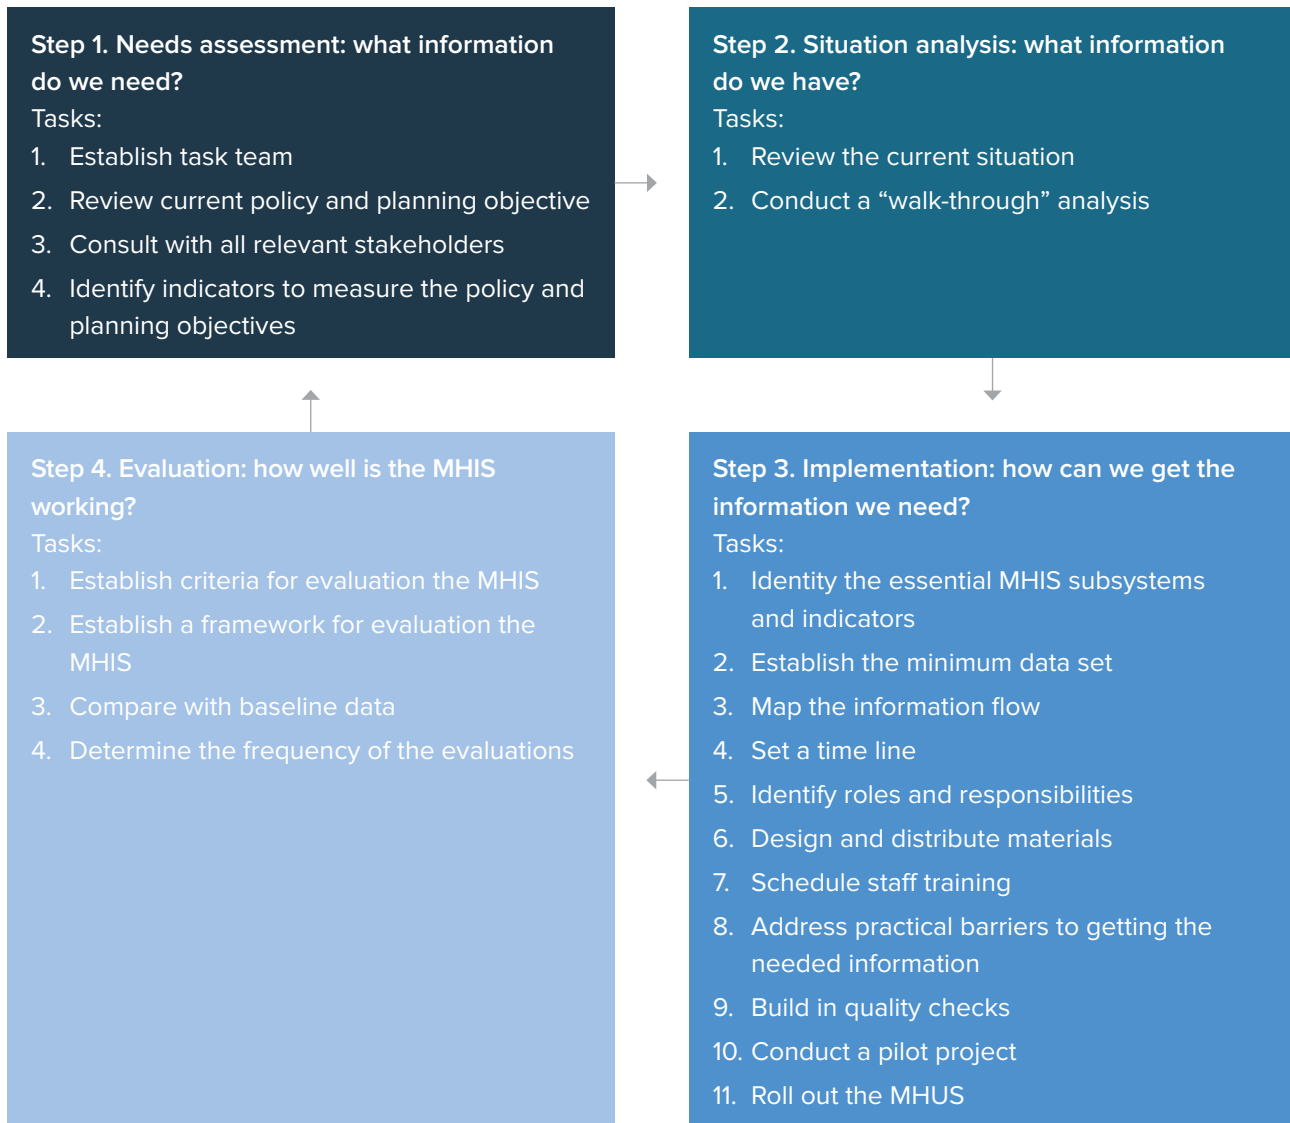 Step 1. Needs assessment: what information
do we need?
Tasks:
1. Establish task team
2. Review current policy and planning objective
3. Consult with all relevant stakeholders
4. Identify indicators to measure the policy and
planning objectives
Step 2. Situation analysis: what information
do we have?
Tasks:
1. Review the current situation
2. Conduct a “walk-through” analysis
Step 3. Implementation: how can we get the
information we need?
Tasks:
1. Identity the essential MHIS subsystems
and indicators
2. Establish the minimum data set
3. Map the information flow
4. Set a time line
5. Identify roles and responsibilities
6. Design and distribute materials
7. Schedule staff training
8. Address practical barriers to getting the
needed information
9. Build in quality checks
10. Conduct a pilot project
11. Roll out the MHUS
Step 4. Evaluation: how well is the MHIS
working?
Tasks:
1. Establish criteria for evaluation the MHIS
2. Establish a framework for evaluation the
MHIS
3. Compare with baseline data
4. Determine the frequency of the evaluations